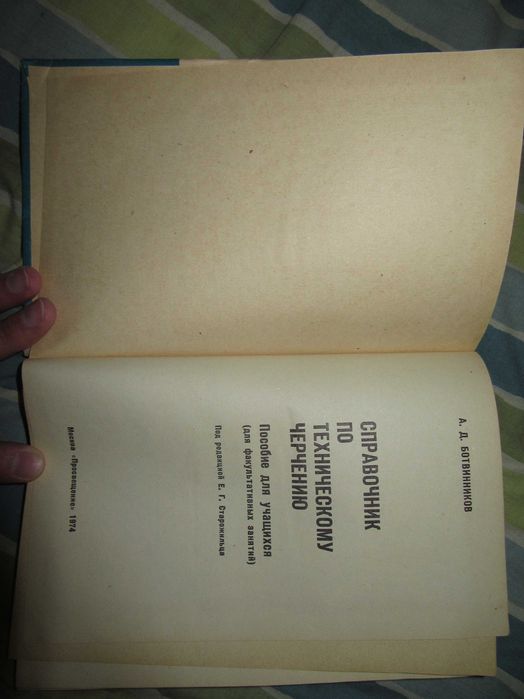 А. Д. БОТВИННИКОВ
СПРАВОЧНИК
ПО
ТЕХНИЧЕСКОМУ
ЧЕРЧЕНИЮ
Пособие для учащихся
(для факультативных занятий)
Под редакцией Е. Г. Старожильца
Москва «Просвещение» 1974